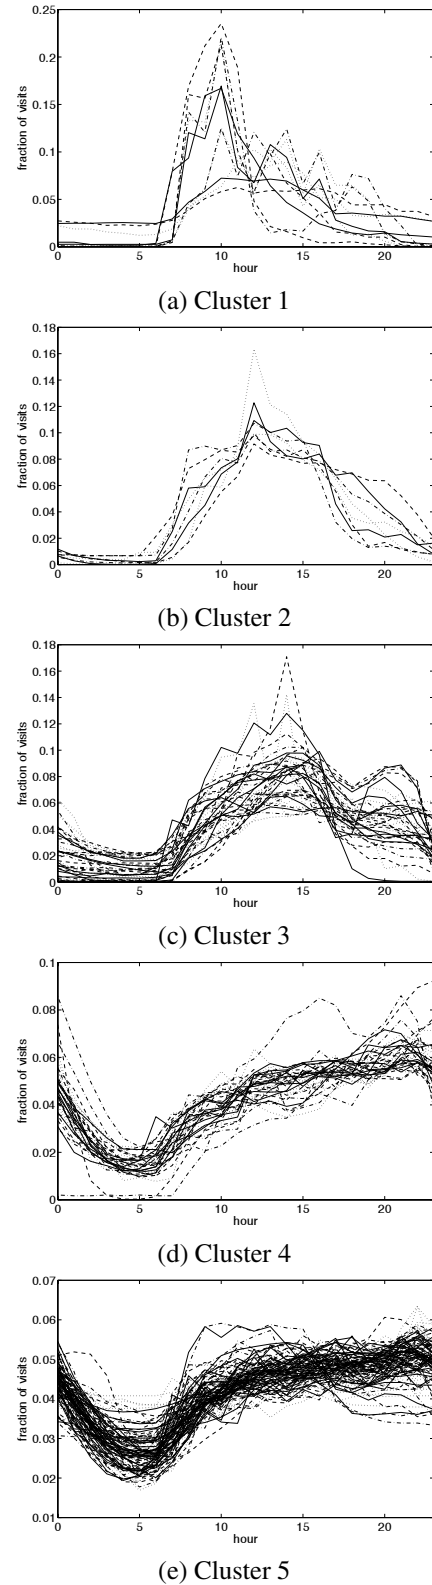 0.25
0.2
0.15
0.1
0.05
0
fraction of visits
0 5 10 15 20
hour
(a) Cluster 1
0.18
0.16
0.14
0.12
0.1
0.08
0.06
0.04
0.02
0
fraction of visits
0 5 10 15 20
hour
(b) Cluster 2
0.18
0.16
0.14
0.12
0.1
0.08
0.06
0.04
0.02
0
fraction of visits
0 5 10 15 20
hour
(c) Cluster 3
0.1
0.08
0.06
0.04
0.02
0
fraction of visits
0 5 10 15 20
hour
(d) Cluster 4
0.07
0.06
0.05
0.04
0.03
0.02
0.01
fraction of visits
0 5 10 15 20
hour
(e) Cluster 5